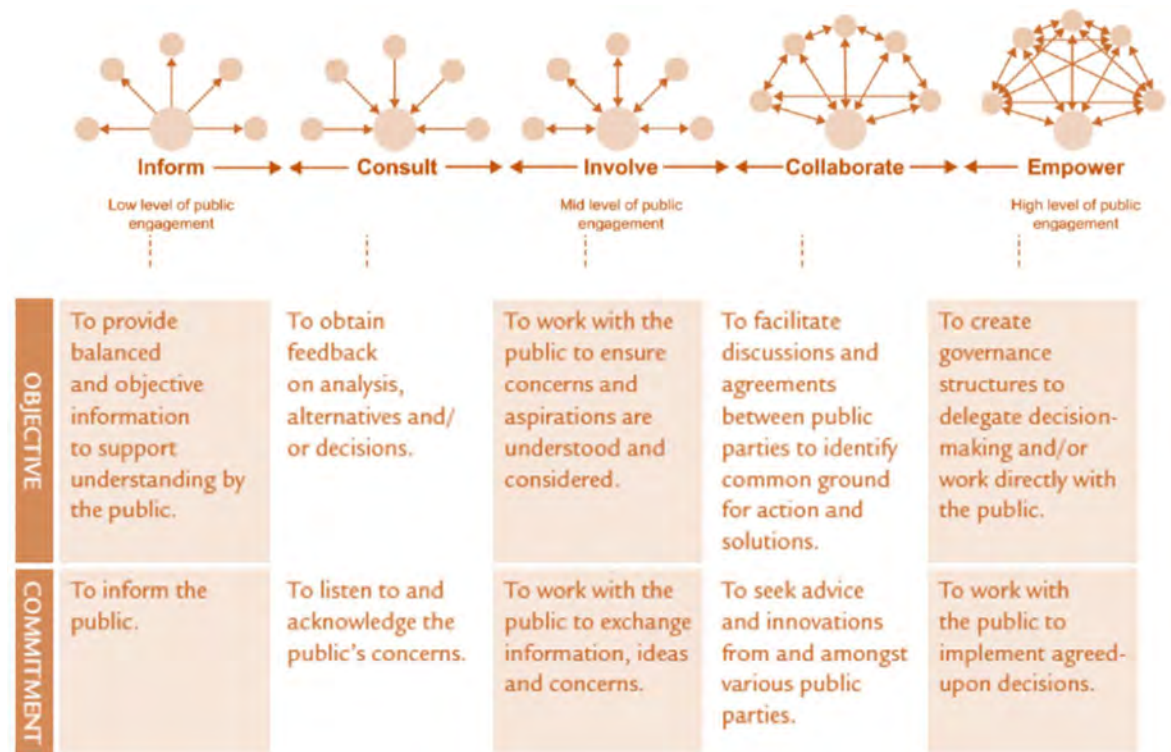 Inform
Consult
Involve
Collaborate
Empower
Low level of public
engagement
Mid level of public
engagement
High level of public
engagement
OBJECTIVE
To provide
balanced
and objective
information
to support
understanding by
the public.
To obtain
feedback
on analysis,
alternatives and/
or decisions.
To work with the
public to ensure
concerns and
aspirations are
understood and
considered.
To facilitate
discussions and
agreements
between public
parties to identify
common ground
for action and
solutions.
To create
governance
structures to
delegate decision-
making and/or
work directly with
the public.
COMMITMENT
To inform the
public.
To listen to and
acknowledge the
public's concerns.
To work with the
public to exchange
information, ideas
and concerns.
To seek advice
and innovations
from and amongst
various public
parties.
To work with
the public to
implement agreed-
upon decisions.